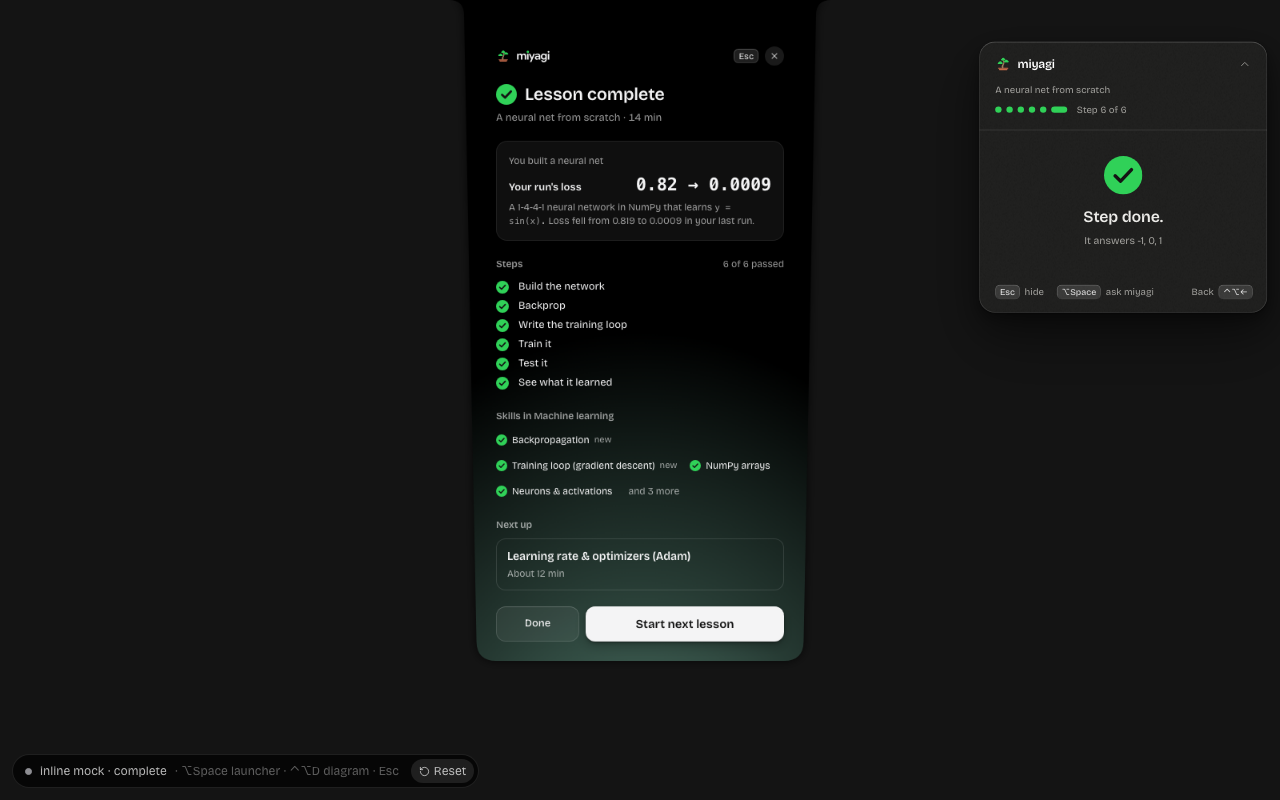 miyagi
Esc
Lesson complete
A neural net from scratch · 14 min
You built a neural net
Your run's loss 0.82 → 0.0009
A 1-4-4-1 neural network in NumPy that learns y =
sin(x). Loss fell from 0.819 to 0.0009 in your last run.
Steps 6 of 6 passed
Build the network
Backprop
Write the training loop
Train it
Test it
See what it learned
Skills in Machine learning
Backpropagation new
Training loop (gradient descent) new NumPy arrays
Neurons & activations and 3 more
Next up
Learning rate & optimizers (Adam)
About 12 min
Done Start next lesson
miyagi
A neural net from scratch
Step 6 of 6
Step done.
It answers -1, 0, 1
Esc hide ⌥Space ask miyagi Back ⌃⌥←
Inline mock · complete · ⌥Space launcher · ⌃⌥D diagram · Esc Reset